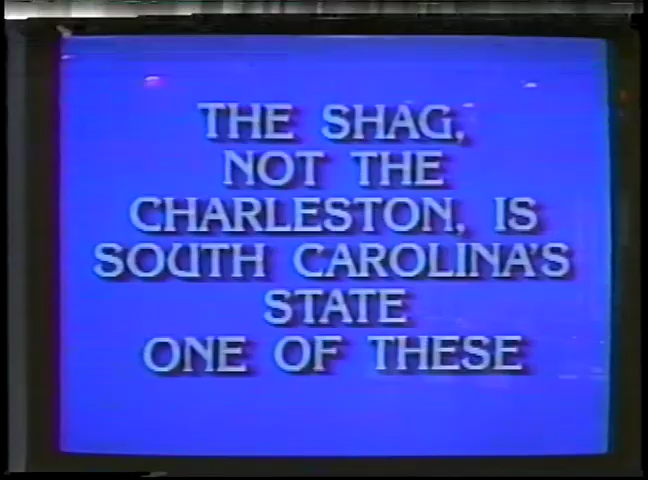 THE SHAG,
NOT THE
CHARLESTON, IS
SOUTH CAROLINA'S
STATE
ONE OF THESE